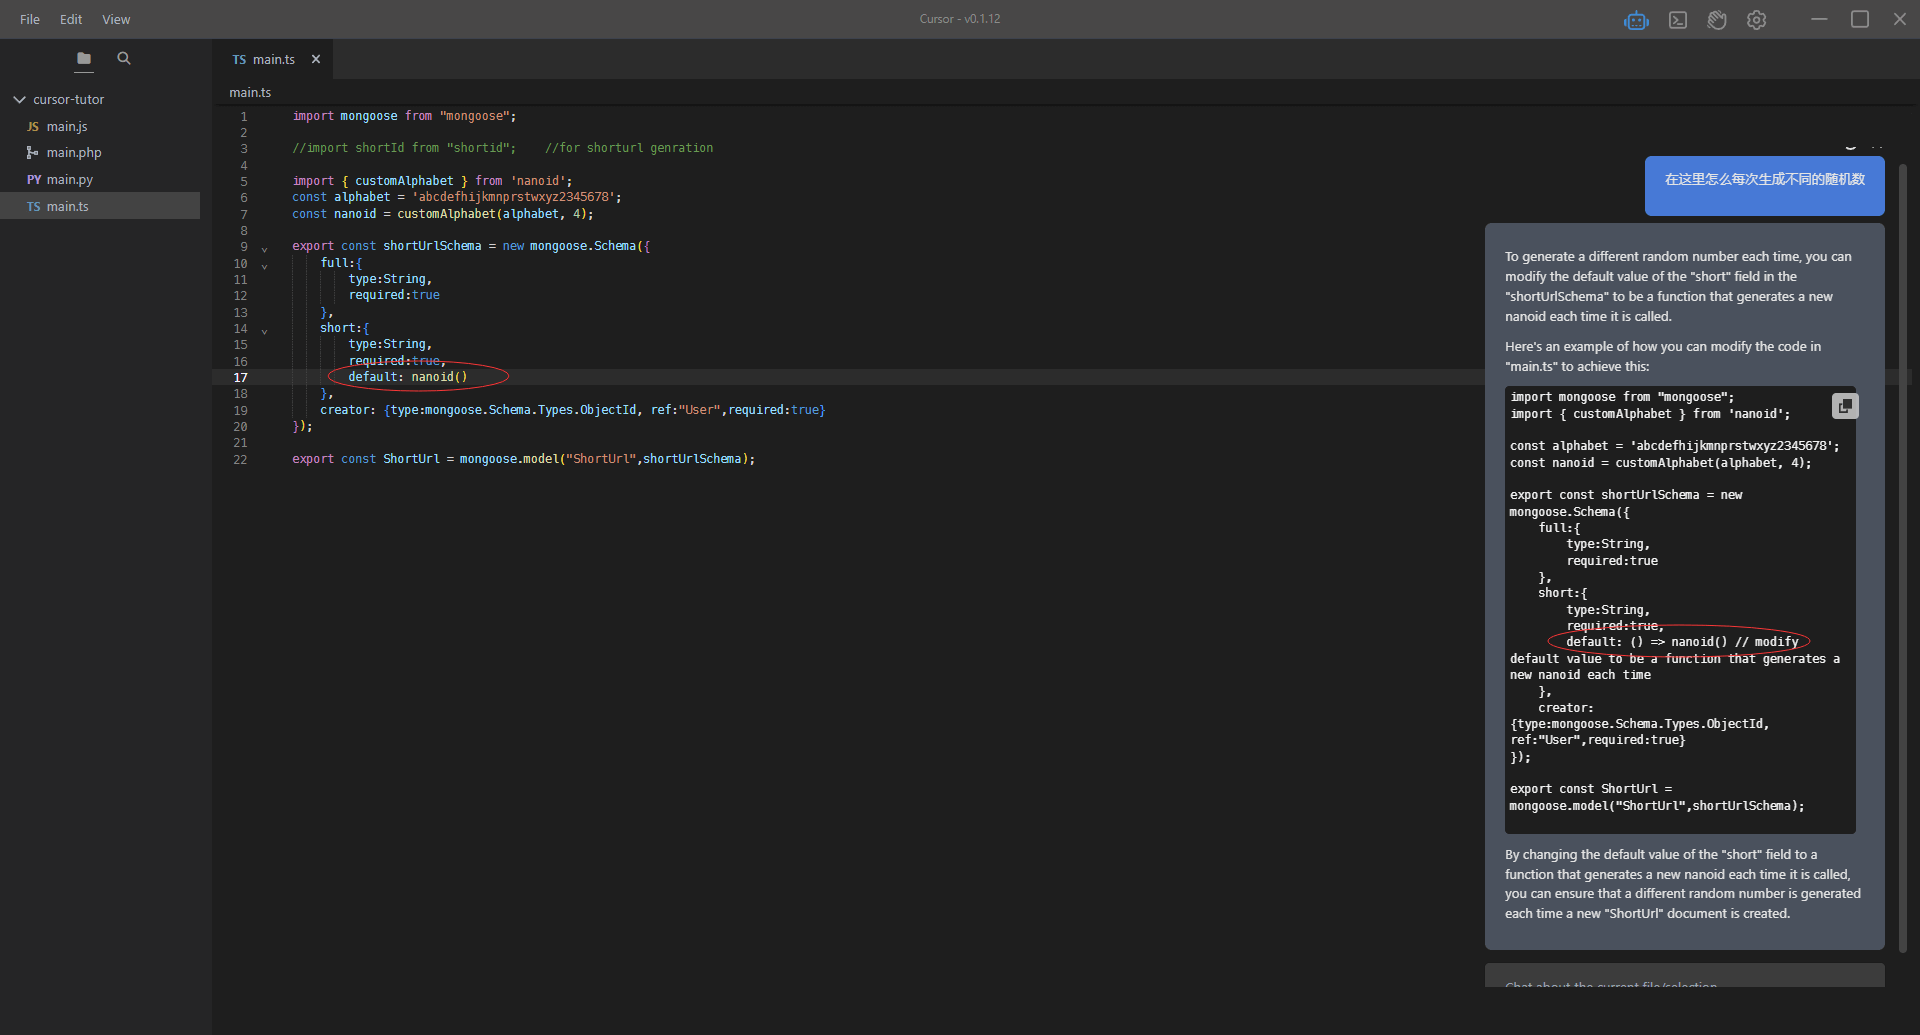 File Edit View
Cursor - v0.1.12
cursor-tutor
JS main.js
main.php
PY main.py
TS main.ts
TS main.ts
main.ts
1 import mongoose from "mongoose";
2
3 //import shortId from "shortid";    //for shorturl genration
4
5 import { customAlphabet } from 'nanoid';
6 const alphabet = 'abcdefhijkmnprstwxyz2345678';
7 const nanoid = customAlphabet(alphabet, 4);
8
9 export const shortUrlSchema = new mongoose.Schema({
10     full:{
11         type:String,
12         required:true
13     },
14     short:{
15         type:String,
16         required:true,
17         default: nanoid()
18     },
19     creator: {type:mongoose.Schema.Types.ObjectId, ref:"User",required:true}
20 });
21
22 export const ShortUrl = mongoose.model("ShortUrl",shortUrlSchema);
在这里怎么每次生成不同的随机数
To generate a different random number each time, you can
modify the default value of the "short" field in the
"shortUrlSchema" to be a function that generates a new
nanoid each time it is called.
Here's an example of how you can modify the code in
"main.ts" to achieve this:
import mongoose from "mongoose";
import { customAlphabet } from 'nanoid';
const alphabet = 'abcdefhijkmnprstwxyz2345678';
const nanoid = customAlphabet(alphabet, 4);
export const shortUrlSchema = new
mongoose.Schema({
    full:{
        type:String,
        required:true
    },
    short:{
        type:String,
        required:true,
        default: () => nanoid() // modify
default value to be a function that generates a
new nanoid each time
    },
    creator:
{type:mongoose.Schema.Types.ObjectId,
ref:"User",required:true}
});
export const ShortUrl =
mongoose.model("ShortUrl",shortUrlSchema);
By changing the default value of the "short" field to a
function that generates a new nanoid each time it is called,
you can ensure that a different random number is generated
each time a new "ShortUrl" document is created.
Chat about the current file/selection